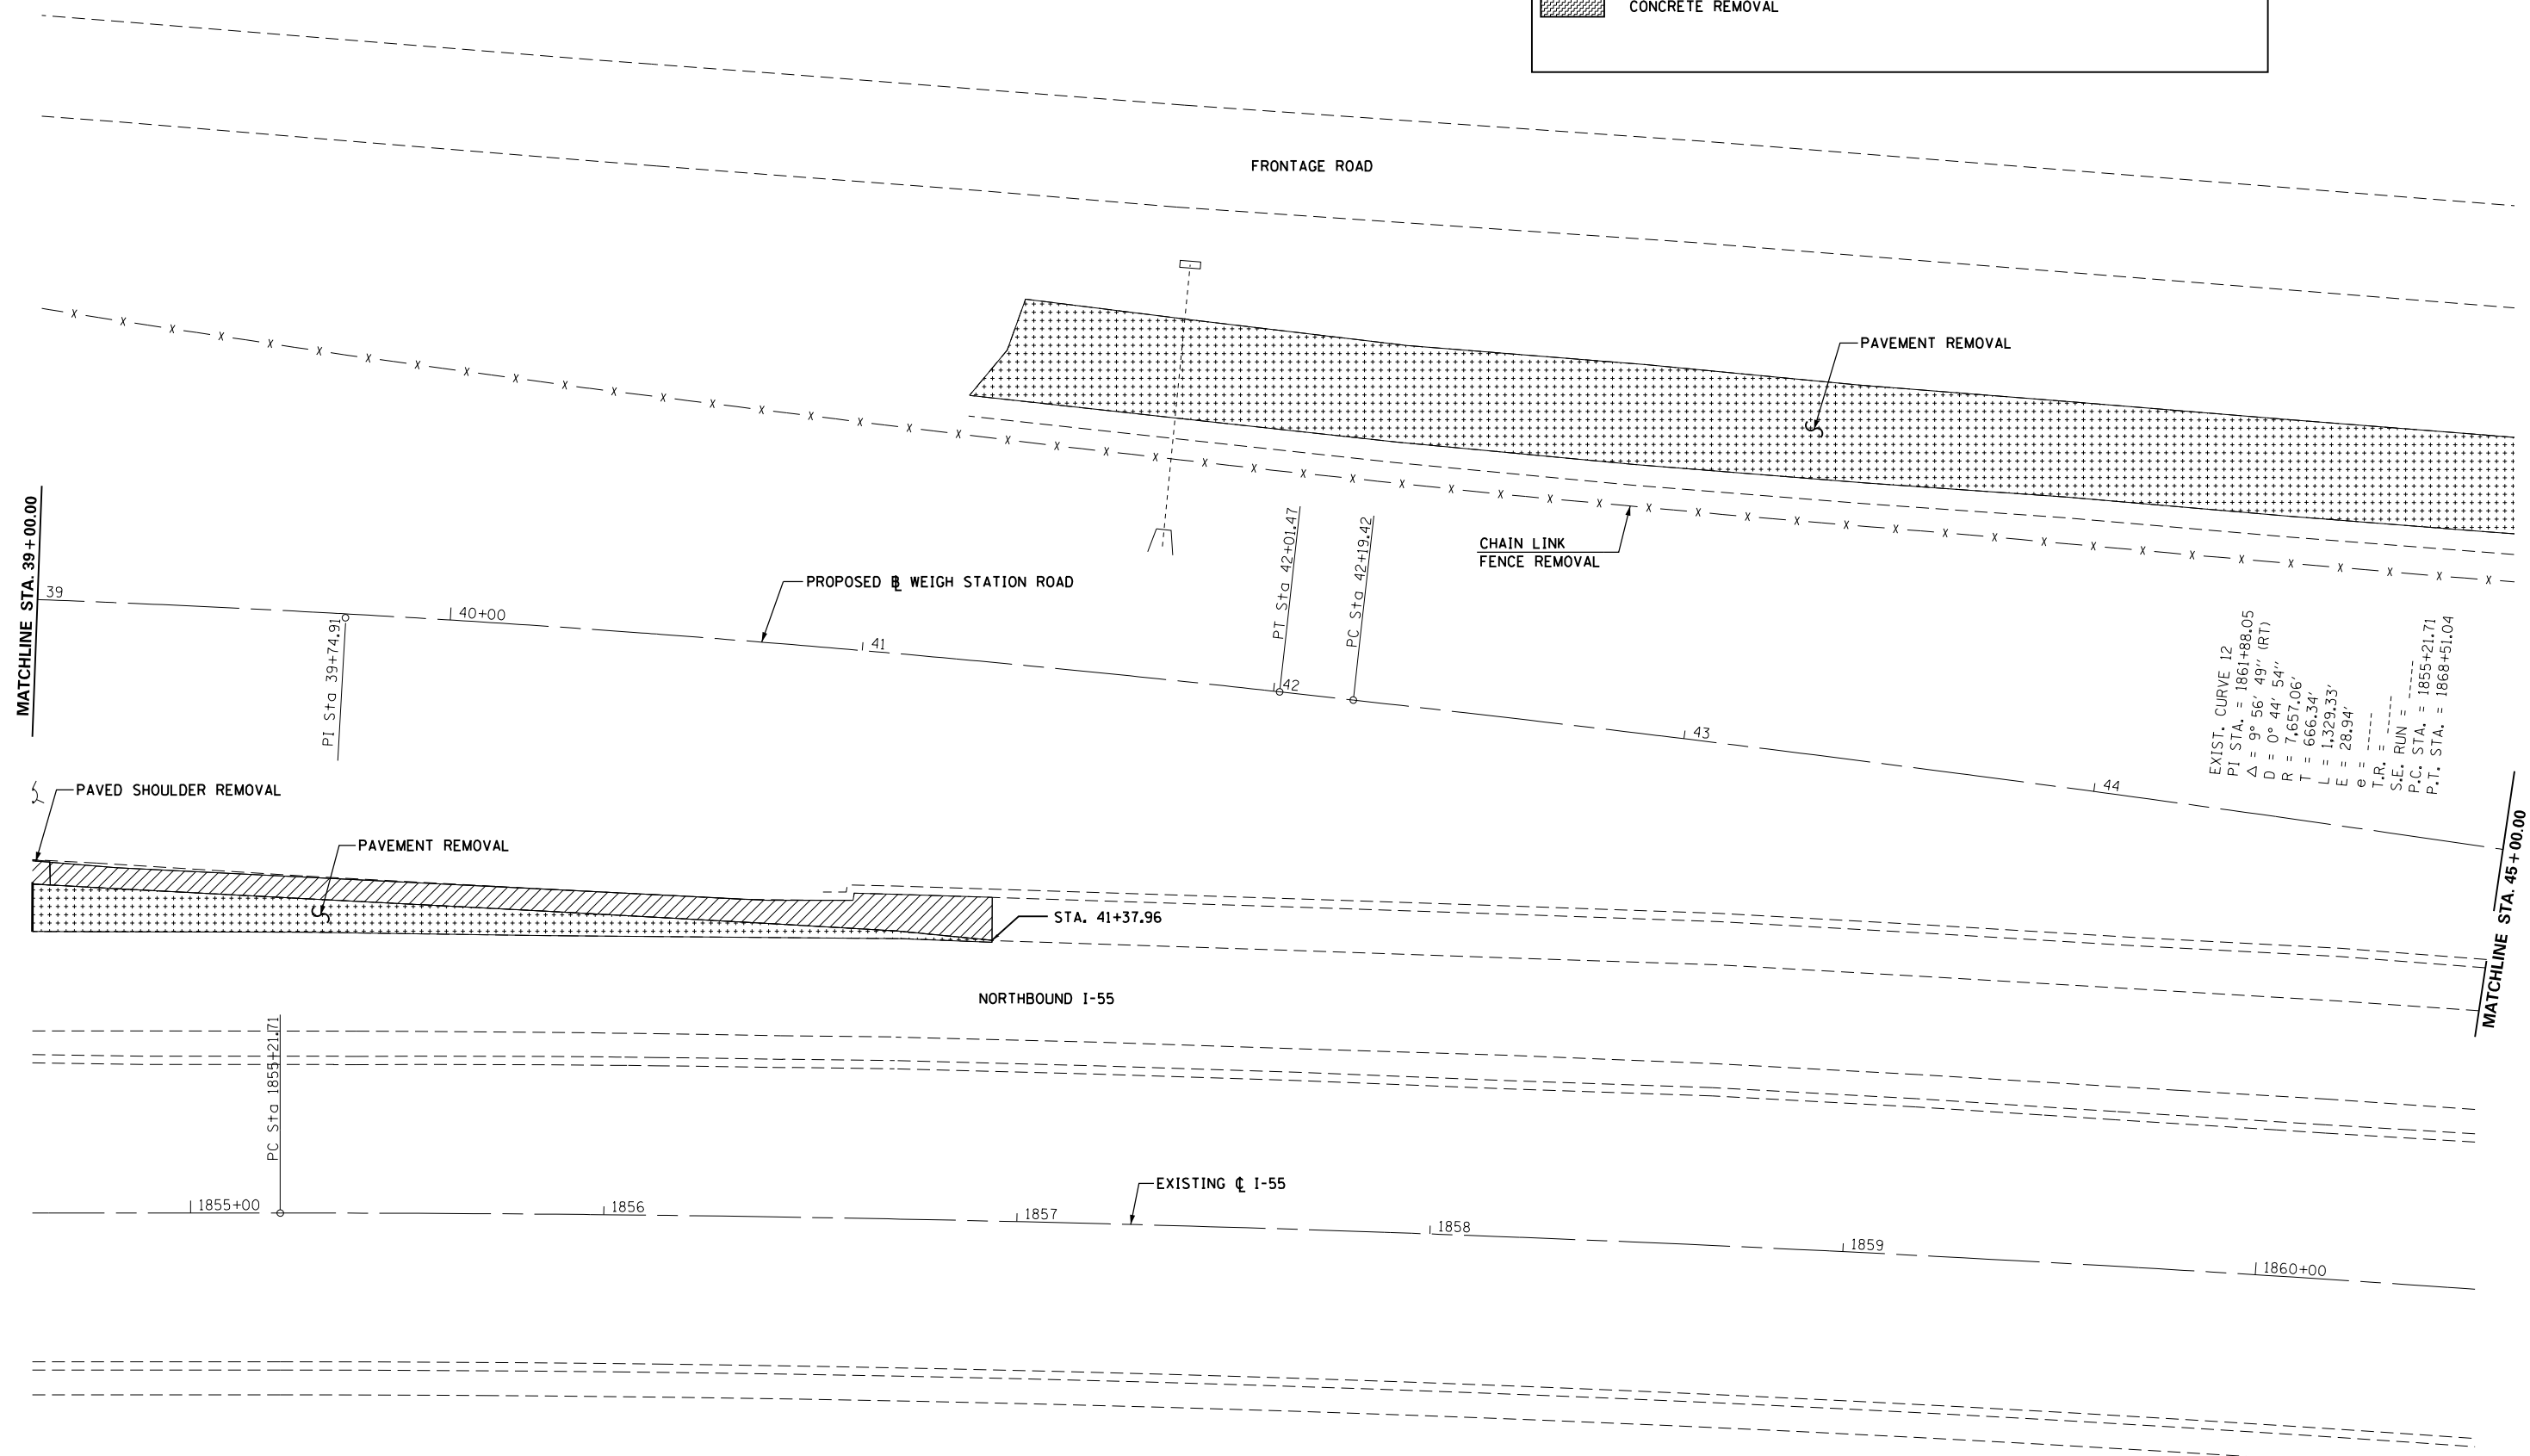 CONCRETE REMOVAL
FRONTAGE ROAD
PAVEMENT REMOVAL
CHAIN LINK
FENCE REMOVAL
MATCHLINE STA. 39+00.00
39
PI Sta 39+74.91
40+00
PROPOSED ℄ WEIGH STATION ROAD
41
PT Sta 42+01.47
42
PC Sta 42+19.42
43
44
EXIST. CURVE 12
PI STA. = 1861+88.05
Δ = 9° 56' 49" (RT)
D = 0° 44' 54"
R = 7,657.06'
T = 666.34'
L = 1,329.33'
E = 28.94'
e = -----
T.R. = -----
S.E. RUN = -----
P.C. STA. = 1855+21.71
P.T. STA. = 1868+51.04
MATCHLINE STA. 45+00.00
PAVED SHOULDER REMOVAL
PAVEMENT REMOVAL
STA. 41+37.96
NORTHBOUND I-55
PC Sta 1855+21.71
EXISTING ℄ I-55
1855+00
1856
1857
1858
1859
1860+00